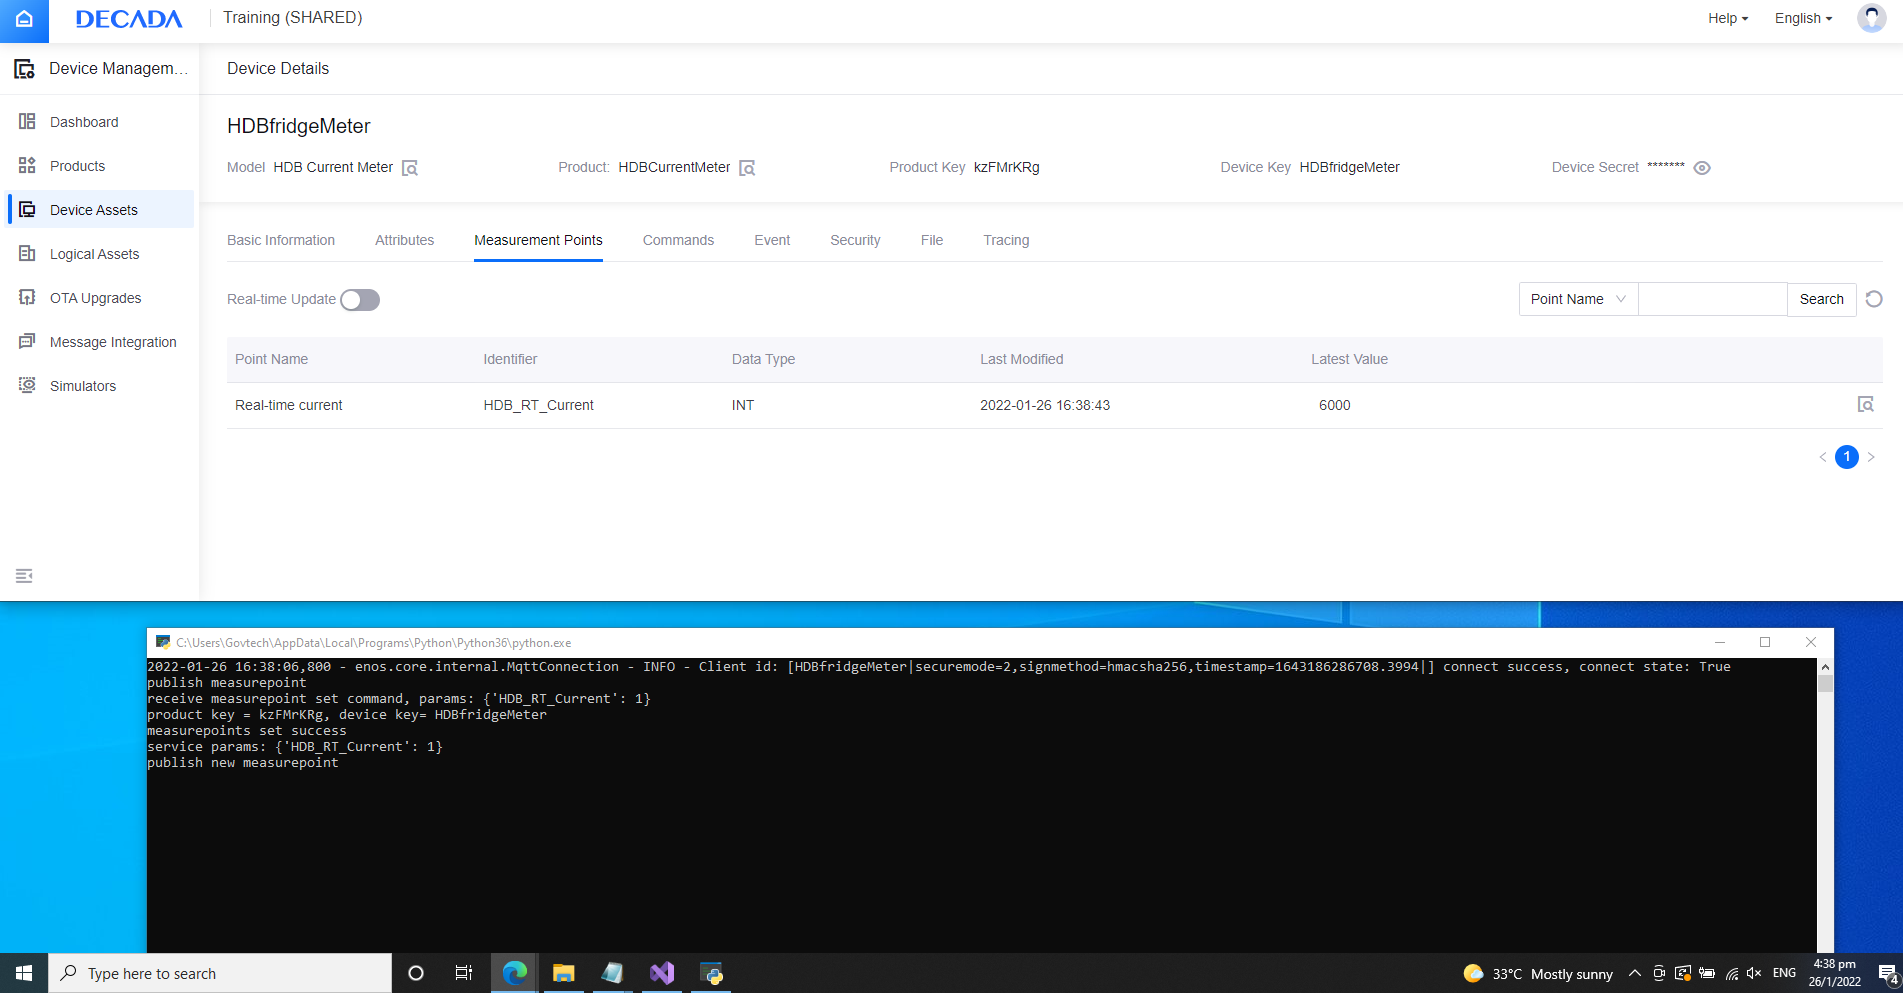 DECADA Training (SHARED) Help English
Device Managem... Device Details
Dashboard
Products
Device Assets
Logical Assets
OTA Upgrades
Message Integration
Simulators
HDBfridgeMeter
Model HDB Current Meter Product: HDBCurrentMeter Product Key kzFMrKRg Device Key HDBfridgeMeter Device Secret *******
Basic Information Attributes Measurement Points Commands Event Security File Tracing
Real-time Update Point Name Search
Point Name Identifier Data Type Last Modified Latest Value
Real-time current HDB_RT_Current INT 2022-01-26 16:38:43 6000
1
C:\Users\Govtech\AppData\Local\Programs\Python\Python36\python.exe
2022-01-26 16:38:06,800 - enos.core.internal.MqttConnection - INFO - Client id: [HDBfridgeMeter|securemode=2,signmethod=hmacsha256,timestamp=1643186286708.3994|] connect success, connect state: True
publish measurepoint
receive measurepoint set command, params: {'HDB_RT_Current': 1}
product key = kzFMrKRg, device key= HDBfridgeMeter
measurepoints set success
service params: {'HDB_RT_Current': 1}
publish new measurepoint
Type here to search 33°C Mostly sunny ENG 4:38 pm
26/1/2022 4